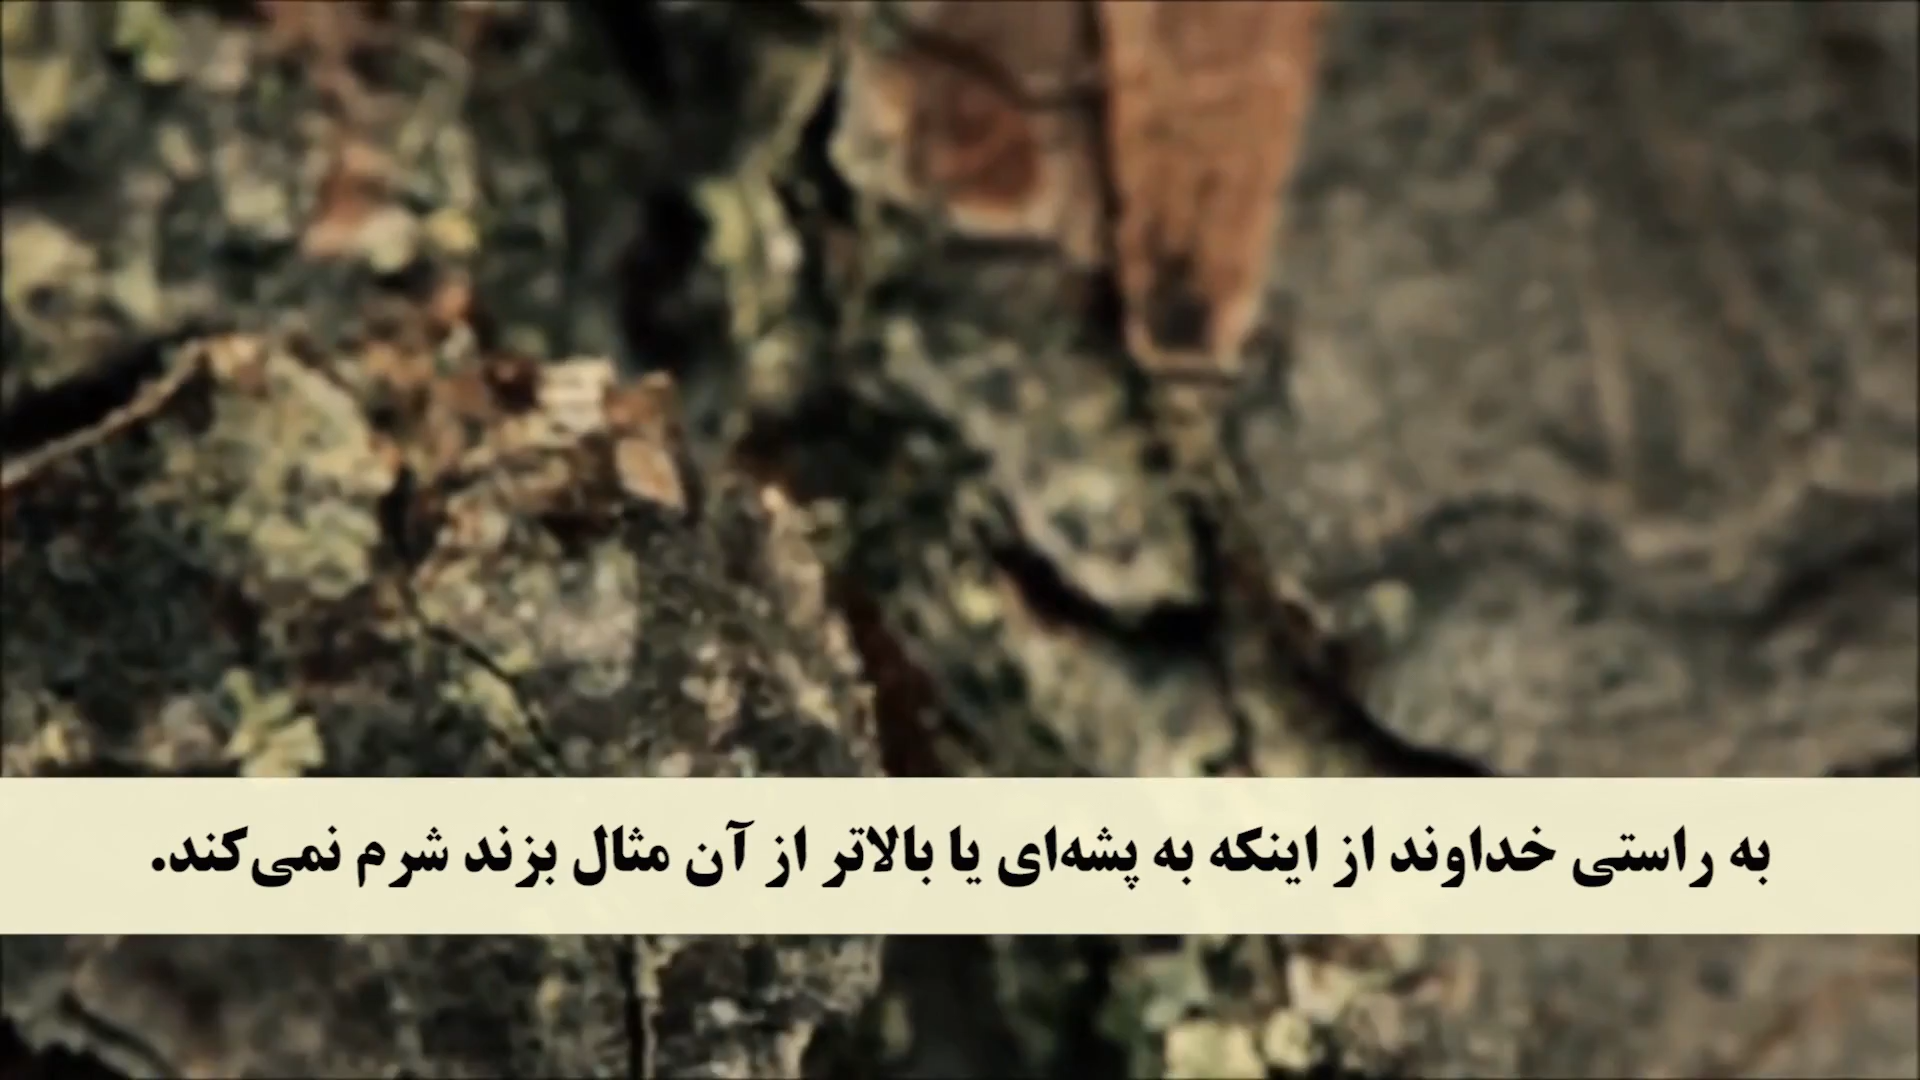 به راستی خداوند از اینکه به پشه‌ای یا بالاتر از آن مثال بزند شرم نمی‌کند.